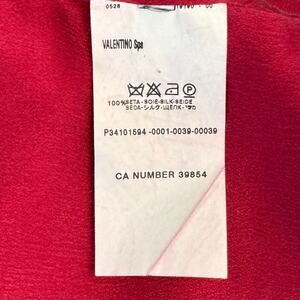 0528
VALENTINO Spa
100%SETA-SOIE-SILK-SEIDE
SEDA-シルク-ШЕЛК-משי
P34101594 -0001-0039-00039
CA NUMBER 39854